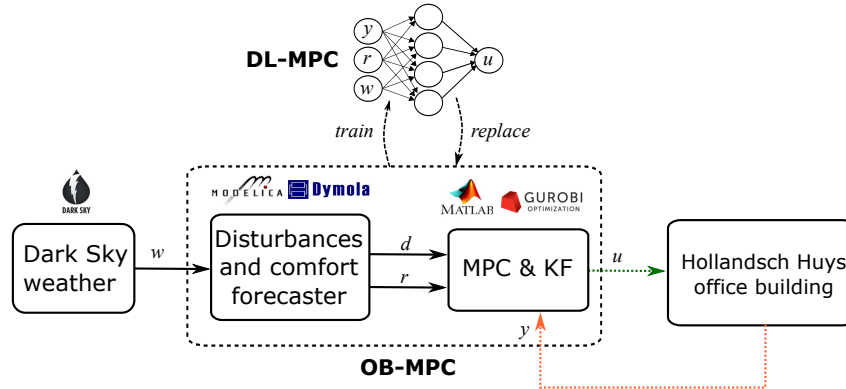 y
r
w
u
DL-MPC
train
replace
DARK SKY
MODELICA
Dymola
MATLAB
GUROBI
OPTIMIZATION
Dark Sky
weather
w
Disturbances
and comfort
forecaster
d
r
MPC & KF
u
y
Hollandsch Huys
office building
OB-MPC